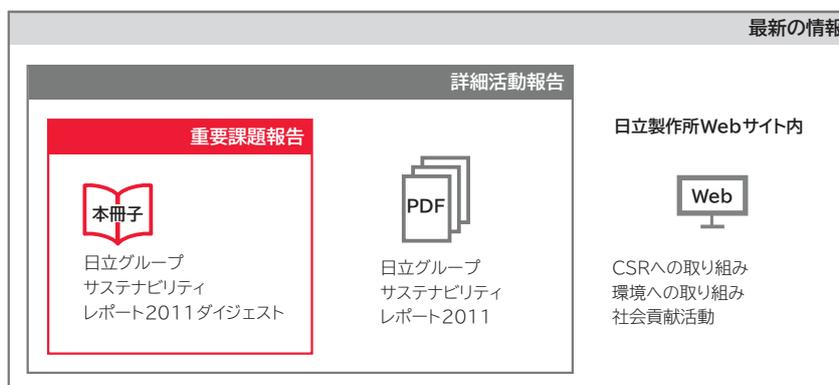 最新の情報
詳細活動報告
重要課題報告
本冊子
日立グループ
サステナビリティ
レポート2011ダイジェスト
PDF
日立グループ
サステナビリティ
レポート2011
日立製作所Webサイト内
Web
CSRへの取り組み
環境への取り組み
社会貢献活動